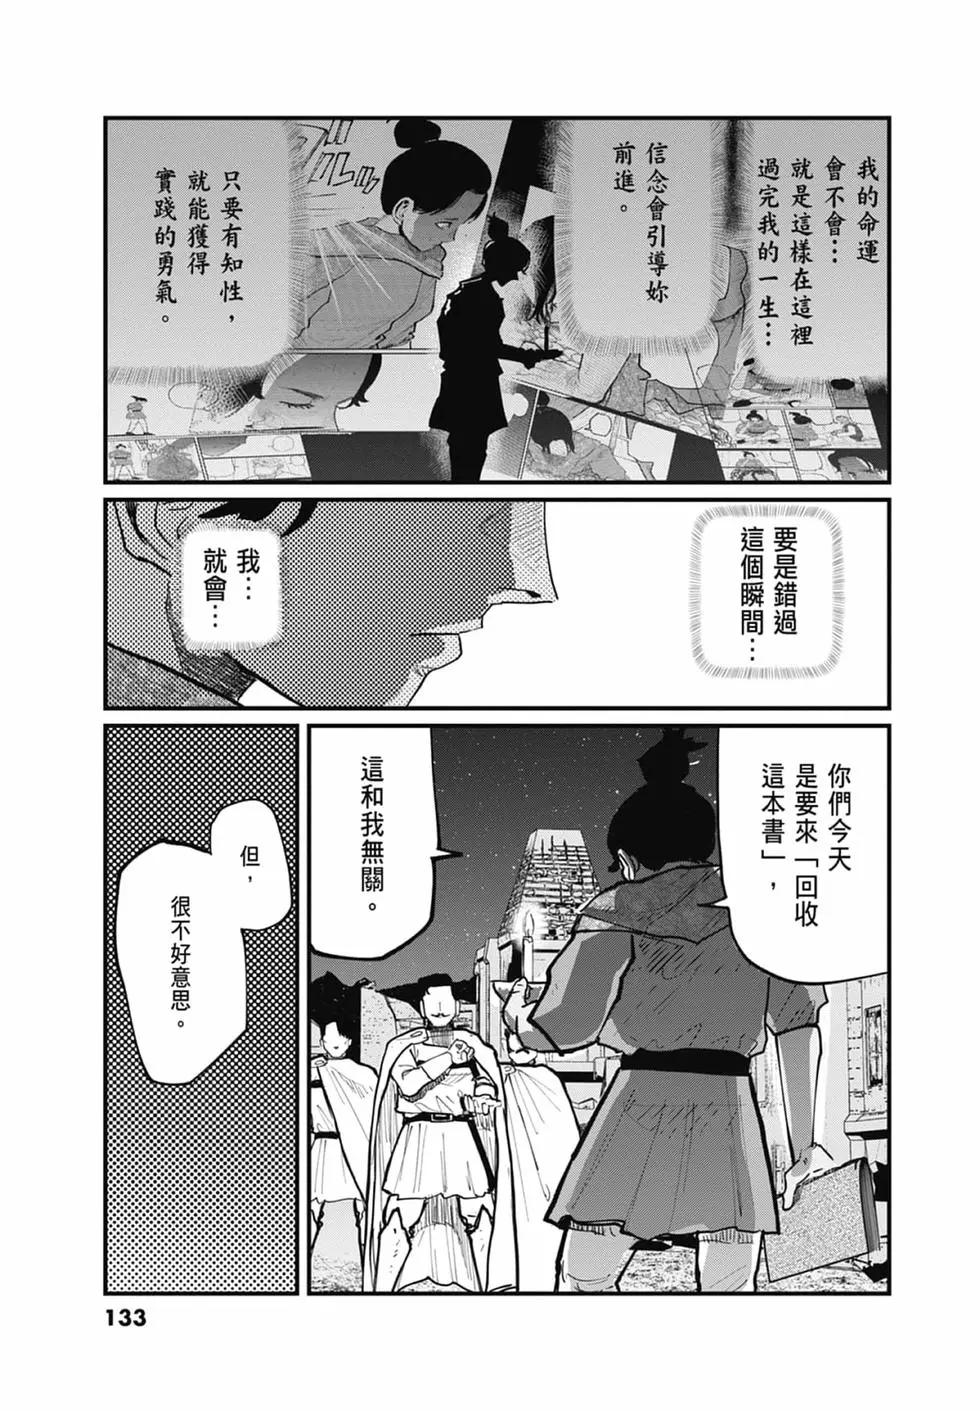 我的命運
會不會…
就是這樣在這裡
過完我的一生…
信念會引導妳
前進。
只要有知性，
就能獲得
實踐的勇氣。
要是錯過
這個瞬間…
我…
就會…
你們今天
是要來「回收
這本書」，
這和我無關。
但，
很不好意思。
133